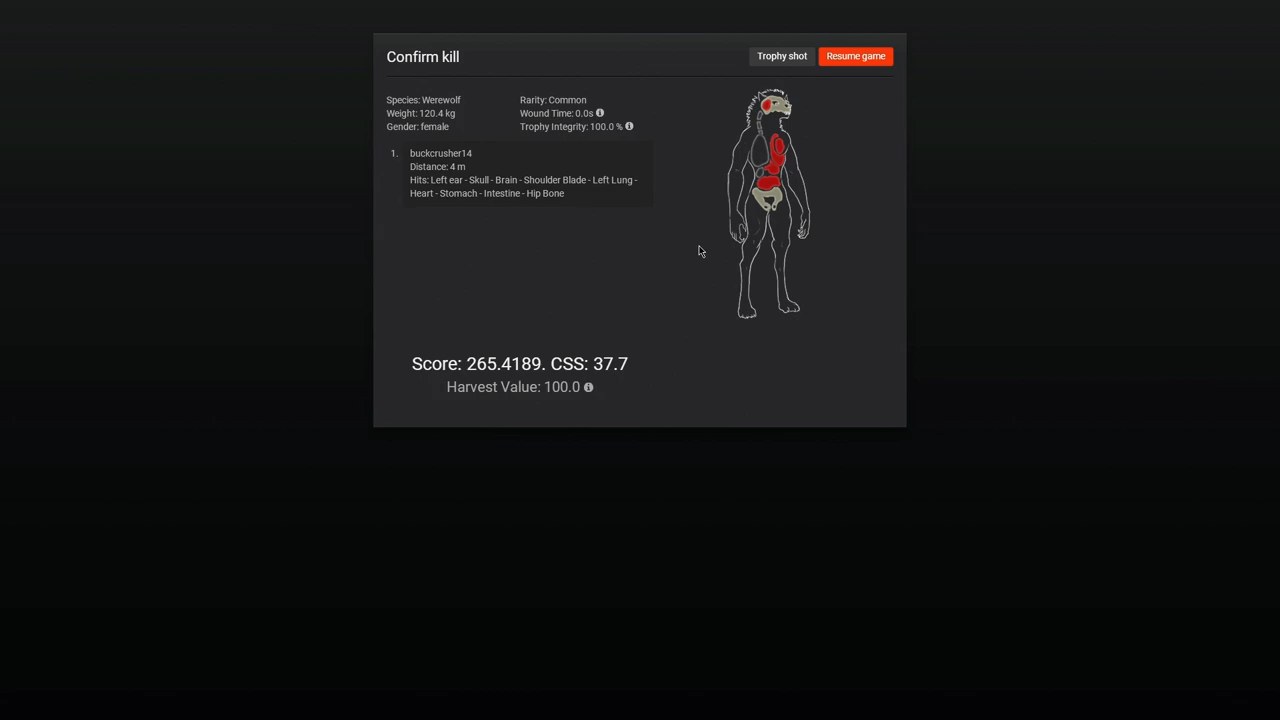 Confirm kill
Trophy shot
Resume game
Species: Werewolf
Weight: 120.4 kg
Gender: female
Rarity: Common
Wound Time: 0.0s
Trophy Integrity: 100.0 %
1. buckcrusher14
Distance: 4 m
Hits: Left ear - Skull - Brain - Shoulder Blade - Left Lung -
Heart - Stomach - Intestine - Hip Bone
Score: 265.4189. CSS: 37.7
Harvest Value: 100.0